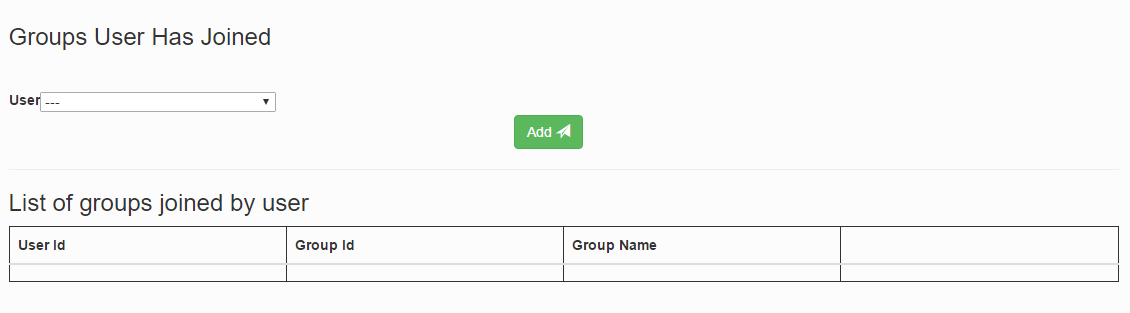 Groups User Has Joined
User ---
Add
List of groups joined by user
User Id Group Id Group Name